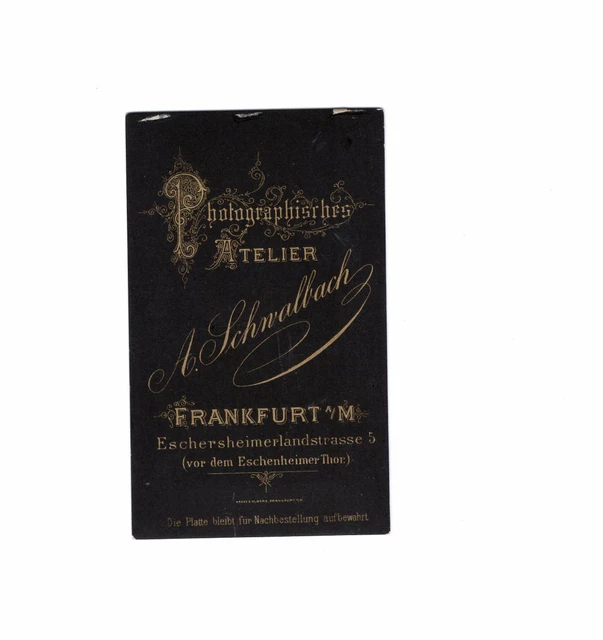 Photographisches
ATELIER
A. Schwalbach
FRANKFURT A/M
Eschersheimerlandstrasse 5
(vor dem Eschenheimer Thor.)
Die Platte bleibt für Nachbestellung aufbewahrt.